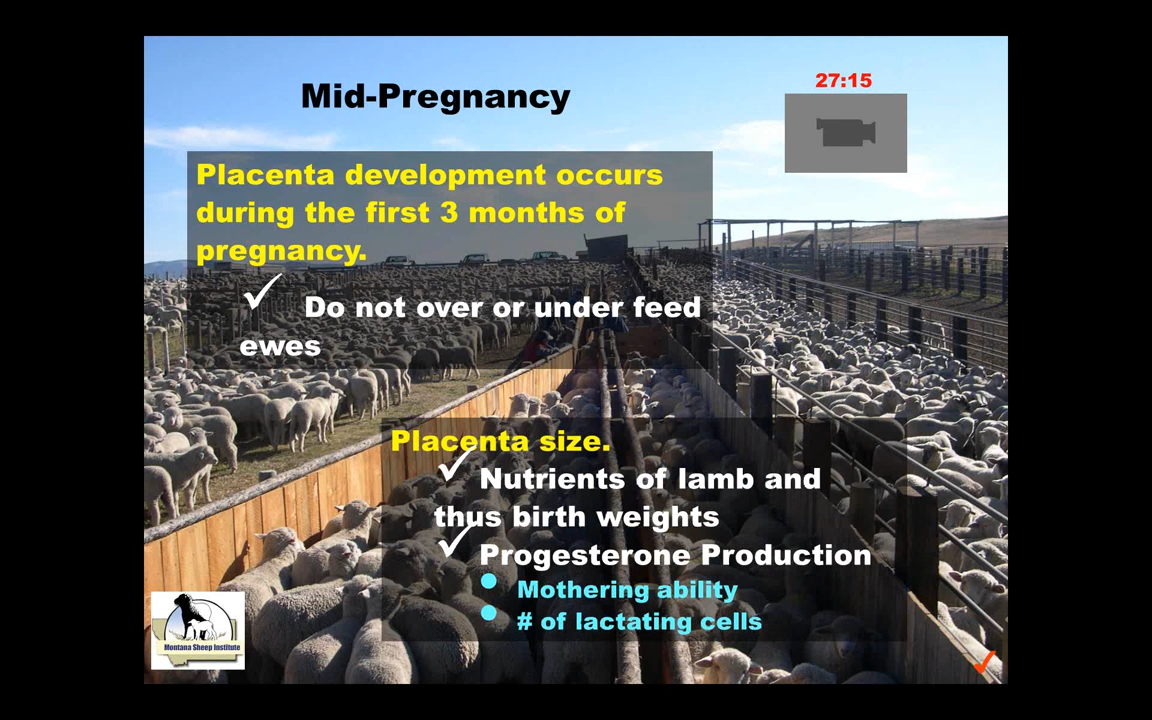 Mid-Pregnancy
27:15
Placenta development occurs
during the first 3 months of
pregnancy.
✓ Do not over or under feed
ewes
Placenta size.
✓ Nutrients of lamb and
thus birth weights
✓ Progesterone Production
• Mothering ability
• # of lactating cells
Montana Sheep Institute